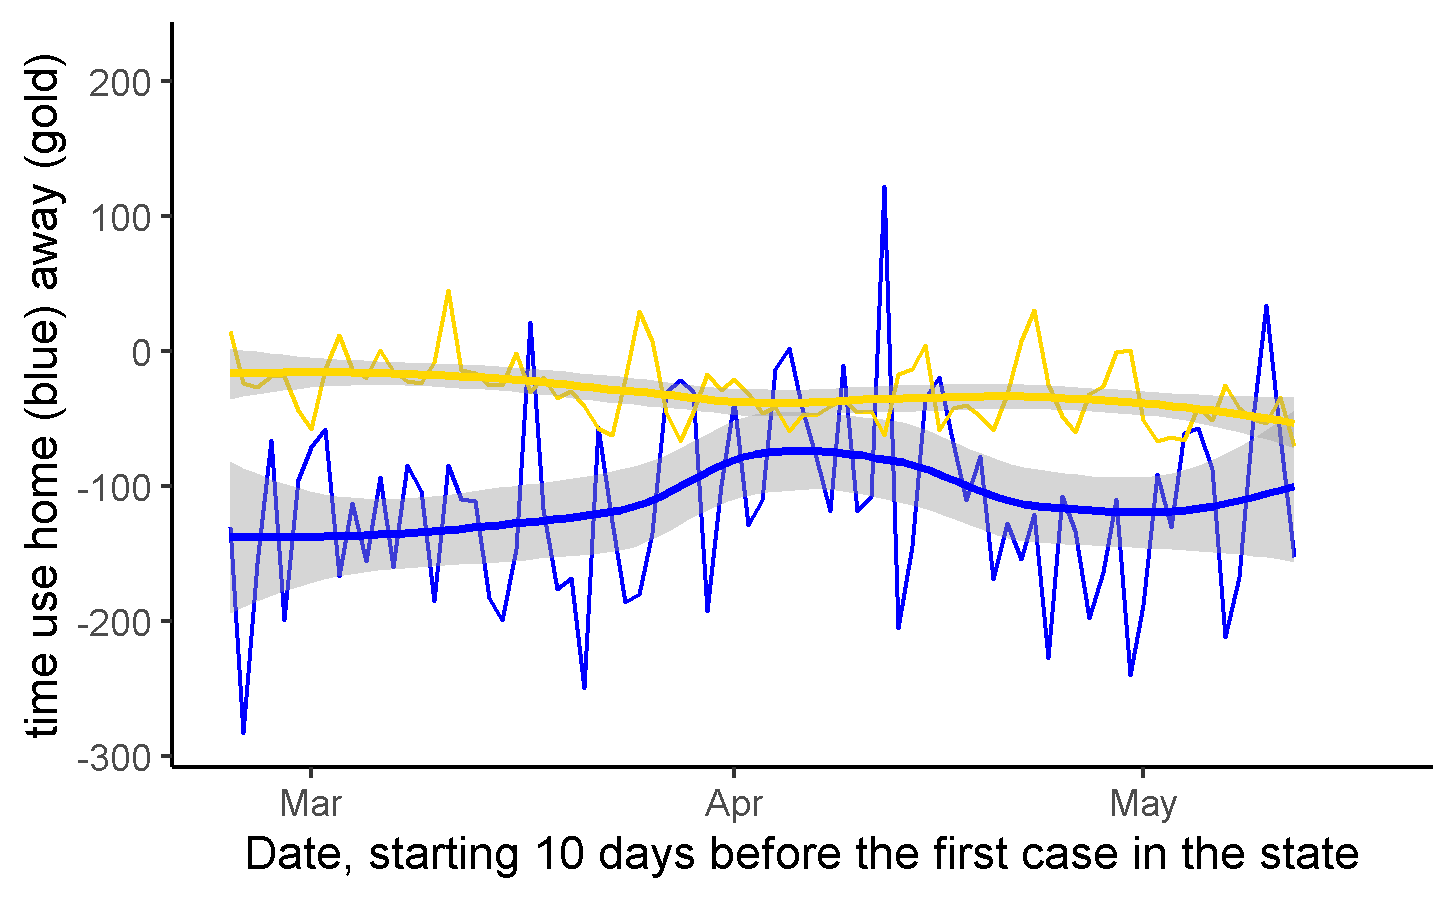 time use home (blue) away (gold)
200
100
0
-100
-200
-300
Mar Apr May
Date, starting 10 days before the first case in the state